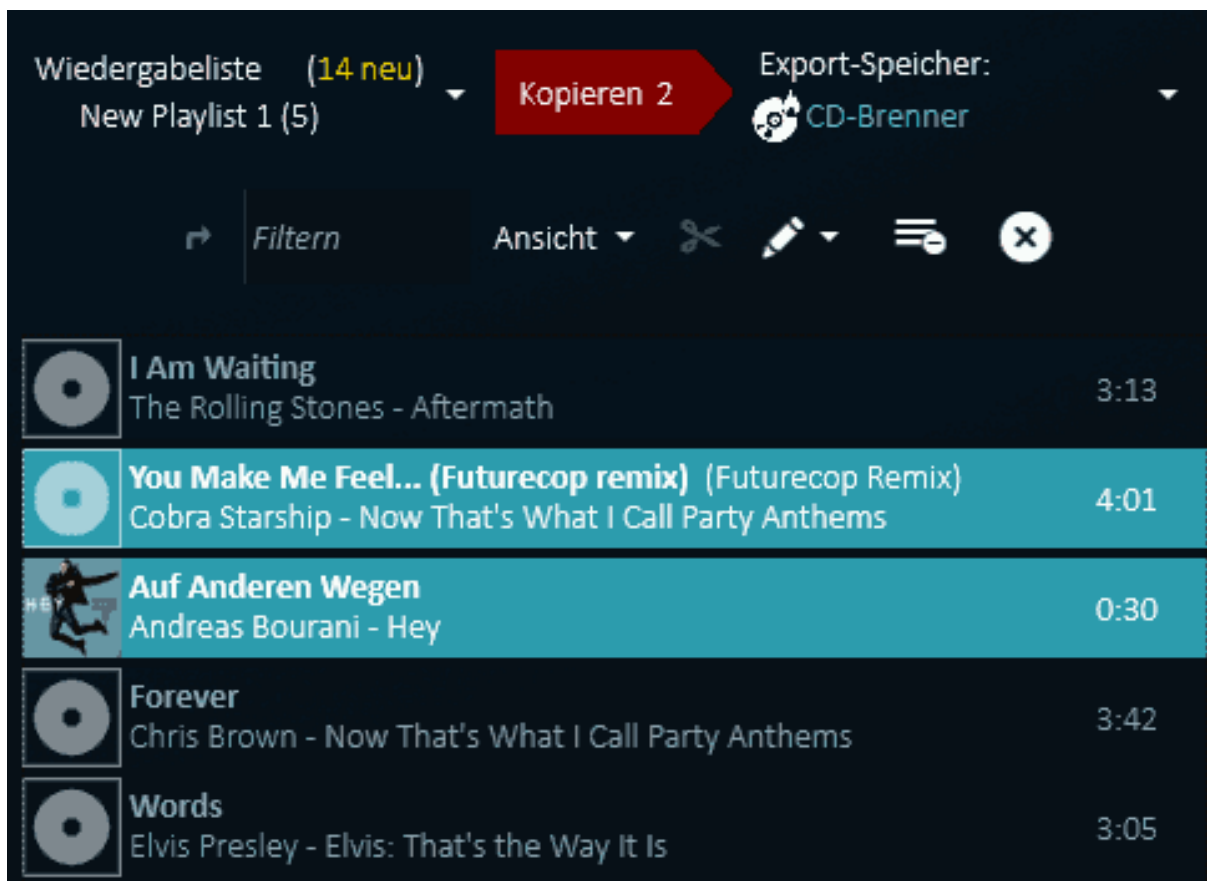 Wiedergabeliste (14 neu)
New Playlist 1 (5)
Kopieren 2
Export-Speicher:
CD-Brenner
Filtern
Ansicht
I Am Waiting
The Rolling Stones - Aftermath
3:13
You Make Me Feel... (Futurecop remix) (Futurecop Remix)
Cobra Starship - Now That's What I Call Party Anthems
4:01
HEY
Auf Anderen Wegen
Andreas Bourani - Hey
0:30
Forever
Chris Brown - Now That's What I Call Party Anthems
3:42
Words
Elvis Presley - Elvis: That's the Way It Is
3:05